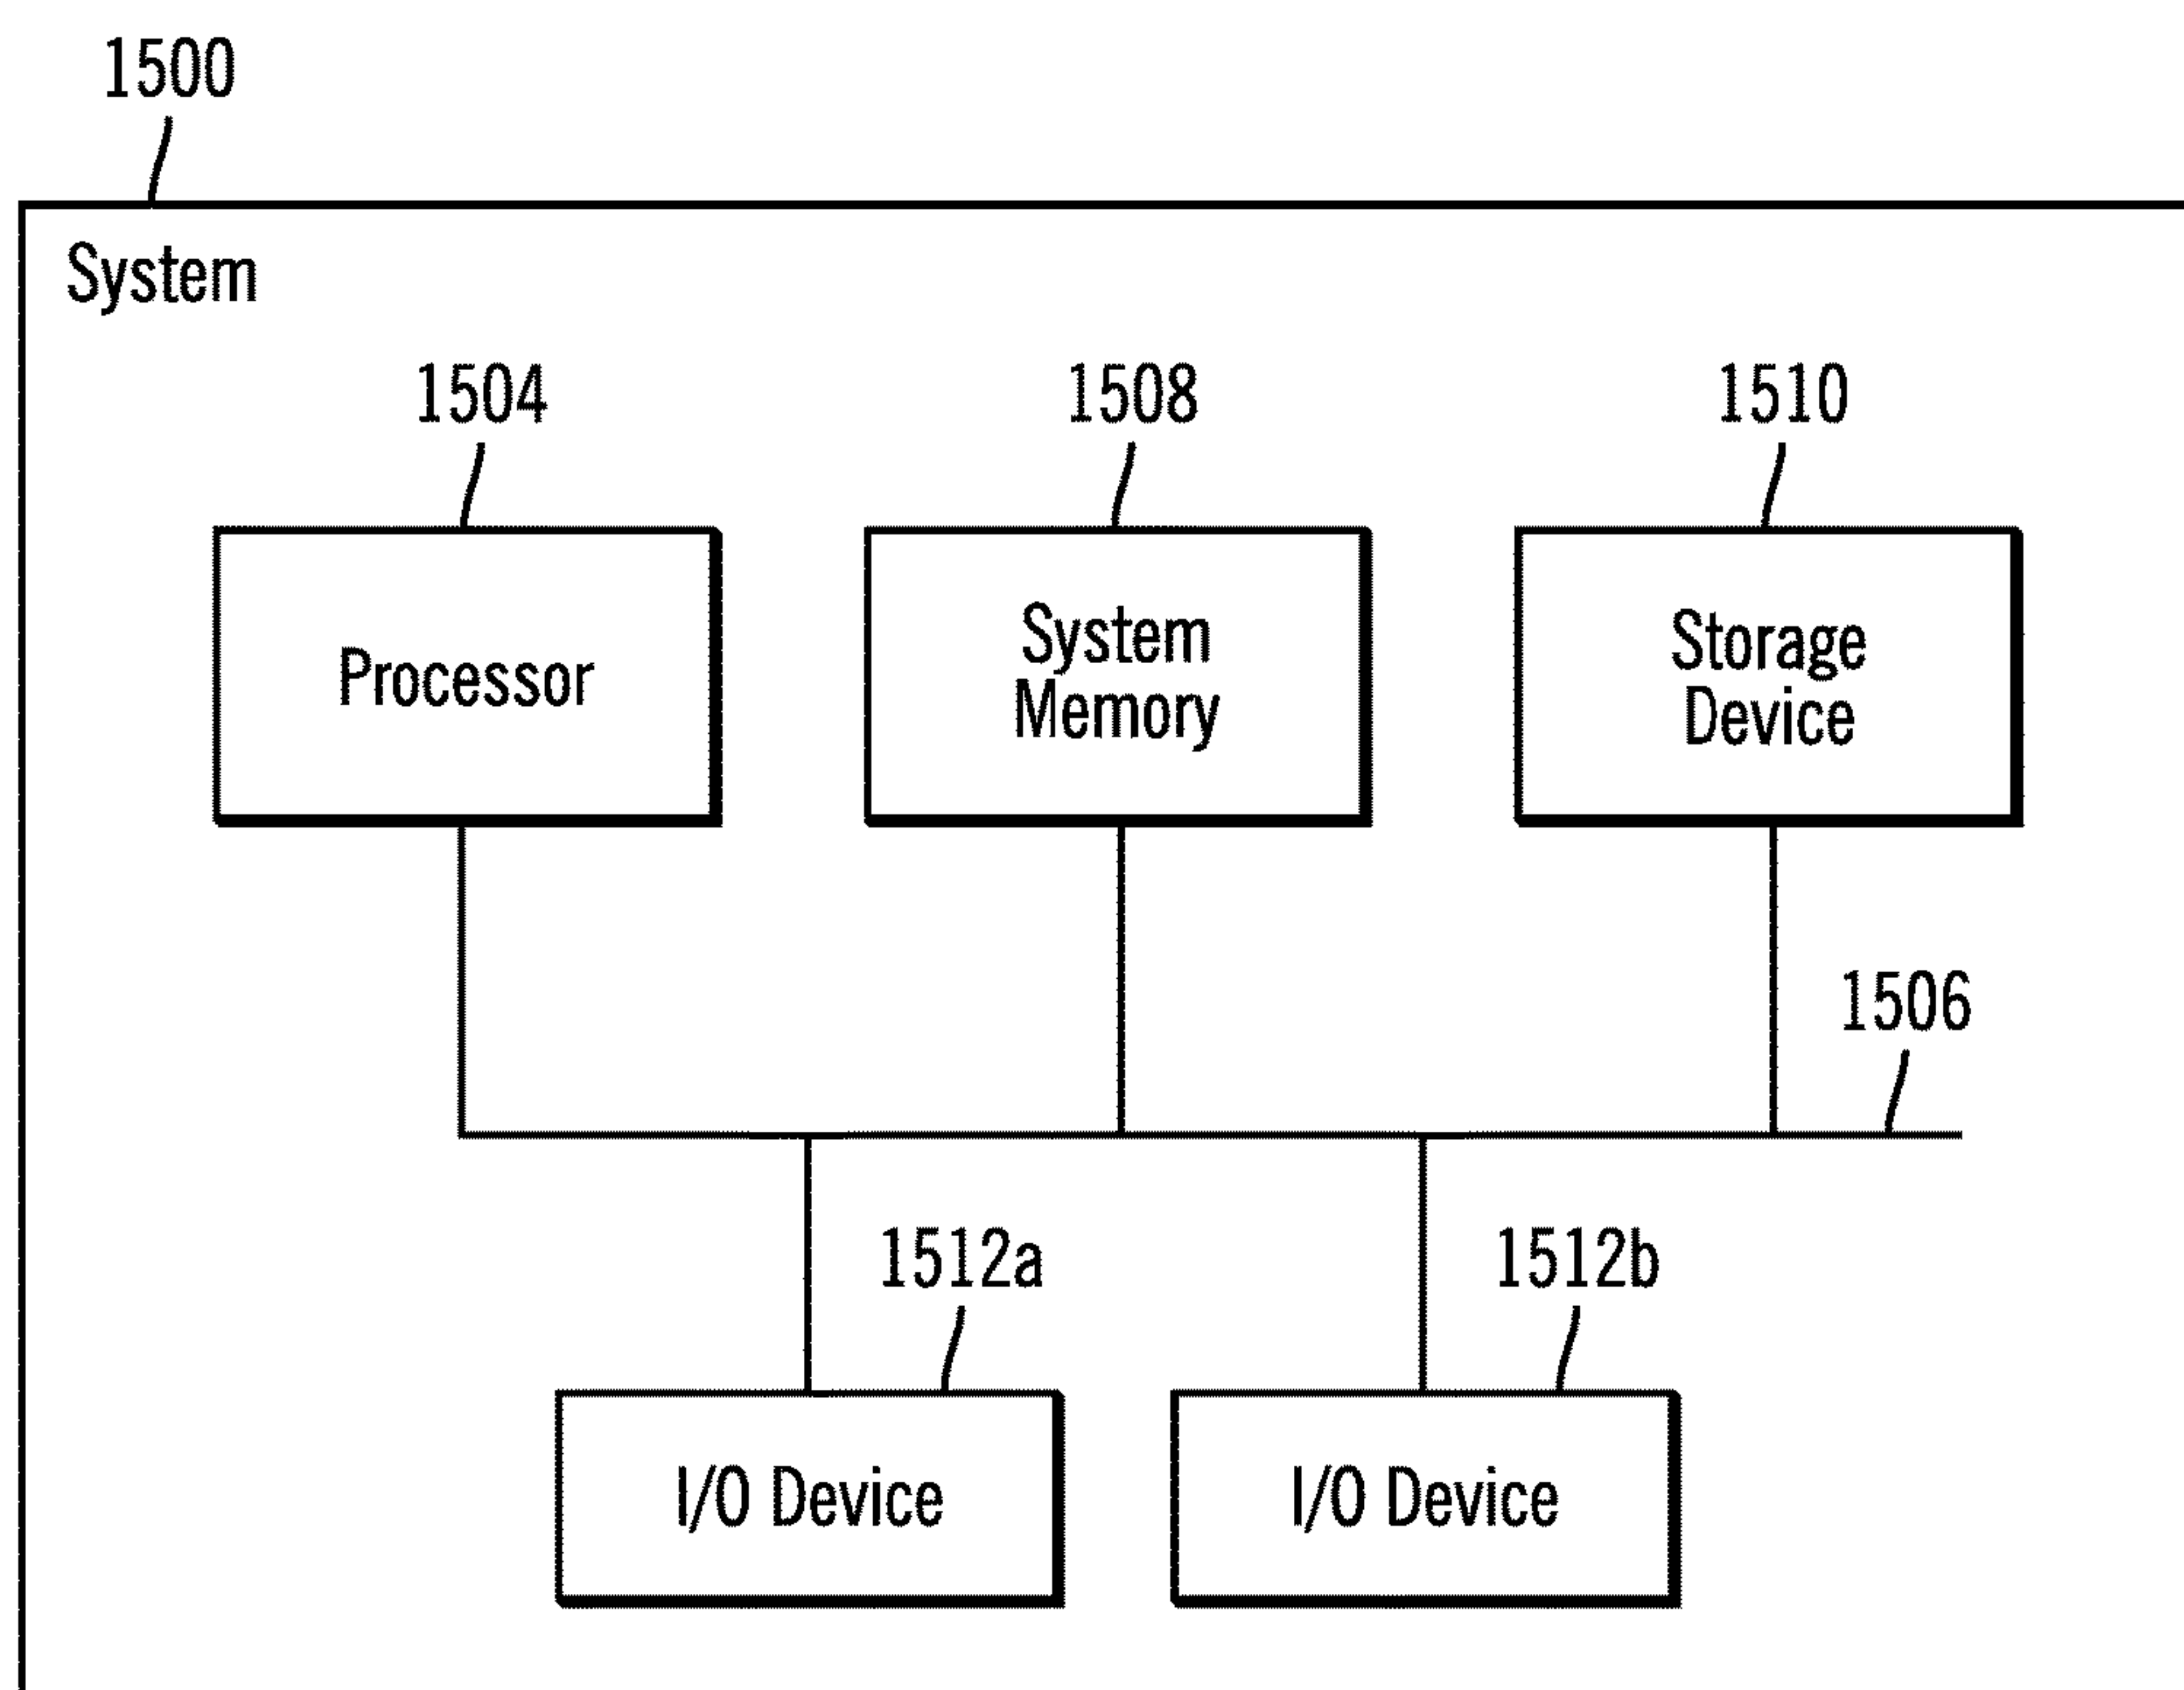 1500
System
1504
1508
1510
Processor
System
Memory
Storage
Device
1506
1512a
1512b
I/O Device
I/O Device